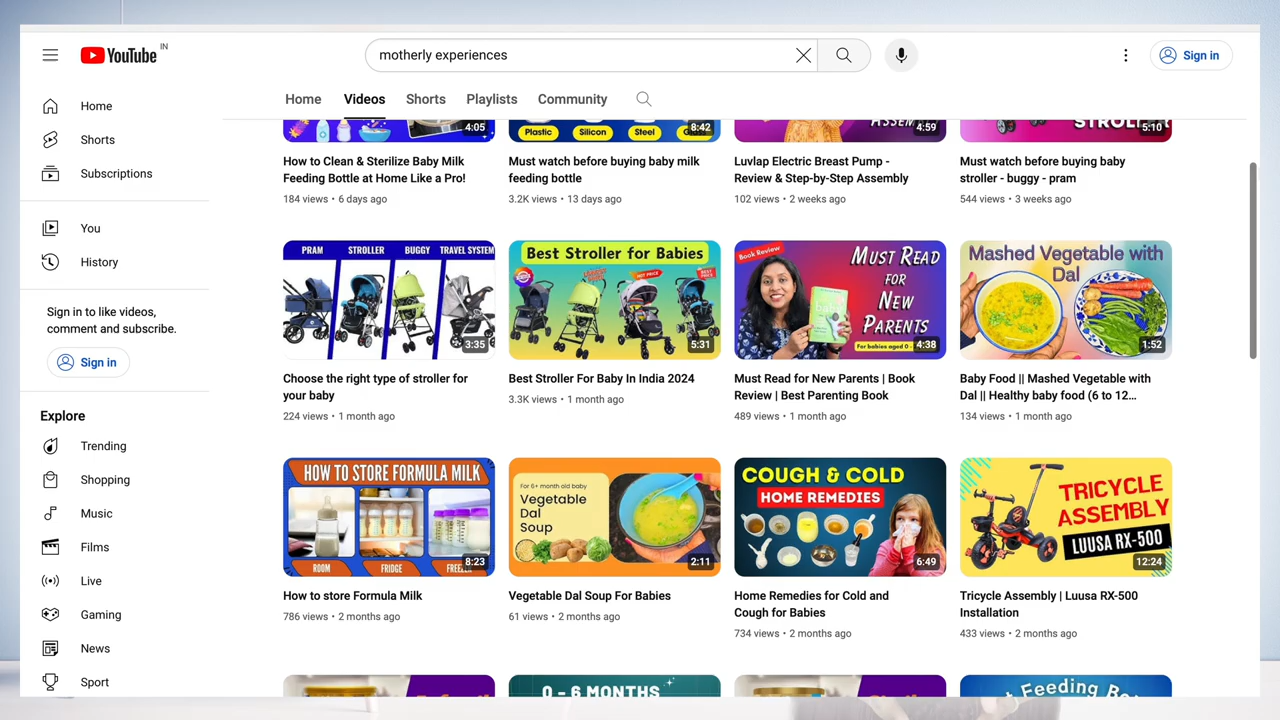 YouTube IN
motherly experiences
Sign in
Home
Videos
Shorts
Playlists
Community
Home
Shorts
Subscriptions
You
History
Sign in to like videos,
comment and subscribe.
Sign in
Explore
Trending
Shopping
Music
Films
Live
Gaming
News
Sport
4:05
How to Clean & Sterilize Baby Milk
Feeding Bottle at Home Like a Pro!
184 views • 6 days ago
Plastic Silicon Steel
8:42
Must watch before buying baby milk
feeding bottle
3.2K views • 13 days ago
4:59
Luvlap Electric Breast Pump -
Review & Step-by-Step Assembly
102 views • 2 weeks ago
5:10
Must watch before buying baby
stroller - buggy - pram
544 views • 3 weeks ago
PRAM STROLLER BUGGY TRAVEL SYSTEM
3:35
Choose the right type of stroller for
your baby
224 views • 1 month ago
Best Stroller for Babies
5:31
Best Stroller For Baby In India 2024
3.3K views • 1 month ago
Book Review
MUST READ
FOR
NEW
PARENTS
For babies aged 0 -
4:38
Must Read for New Parents | Book
Review | Best Parenting Book
489 views • 1 month ago
Mashed Vegetable with
Dal
1:52
Baby Food || Mashed Vegetable with
Dal || Healthy baby food (6 to 12...
134 views • 1 month ago
HOW TO STORE FORMULA MILK
ROOM FRIDGE FREEZ
8:23
How to store Formula Milk
786 views • 2 months ago
For 6+ month old baby
Vegetable
Dal
Soup
2:11
Vegetable Dal Soup For Babies
61 views • 2 months ago
COUGH & COLD
HOME REMEDIES
6:49
Home Remedies for Cold and
Cough for Babies
734 views • 2 months ago
TRICYCLE
ASSEMBLY
LUUSA RX-500
12:24
Tricycle Assembly | Luusa RX-500
Installation
433 views • 2 months ago
0 - 6 MONTHS
Feeding Bo